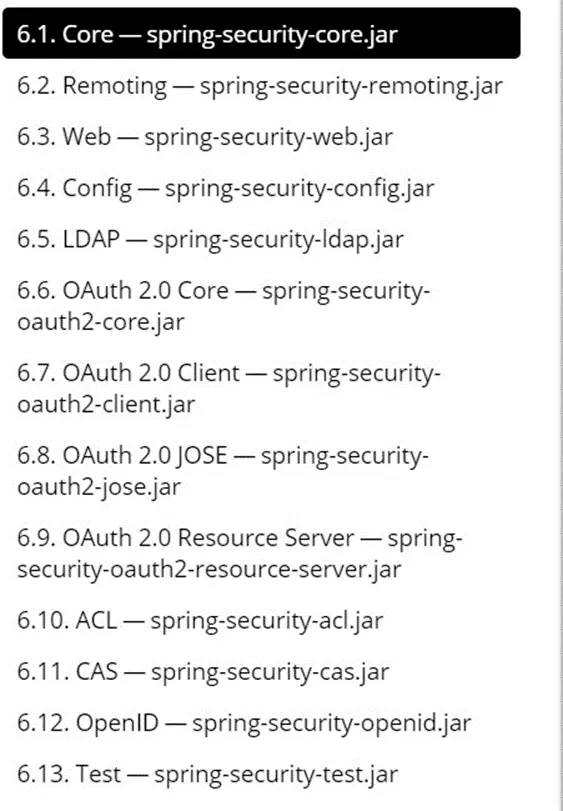 6.1. Core — spring-security-core.jar
6.2. Remoting — spring-security-remoting.jar
6.3. Web — spring-security-web.jar
6.4. Config — spring-security-config.jar
6.5. LDAP — spring-security-ldap.jar
6.6. OAuth 2.0 Core — spring-security-
oauth2-core.jar
6.7. OAuth 2.0 Client — spring-security-
oauth2-client.jar
6.8. OAuth 2.0 JOSE — spring-security-
oauth2-jose.jar
6.9. OAuth 2.0 Resource Server — spring-
security-oauth2-resource-server.jar
6.10. ACL — spring-security-acl.jar
6.11. CAS — spring-security-cas.jar
6.12. OpenID — spring-security-openid.jar
6.13. Test — spring-security-test.jar